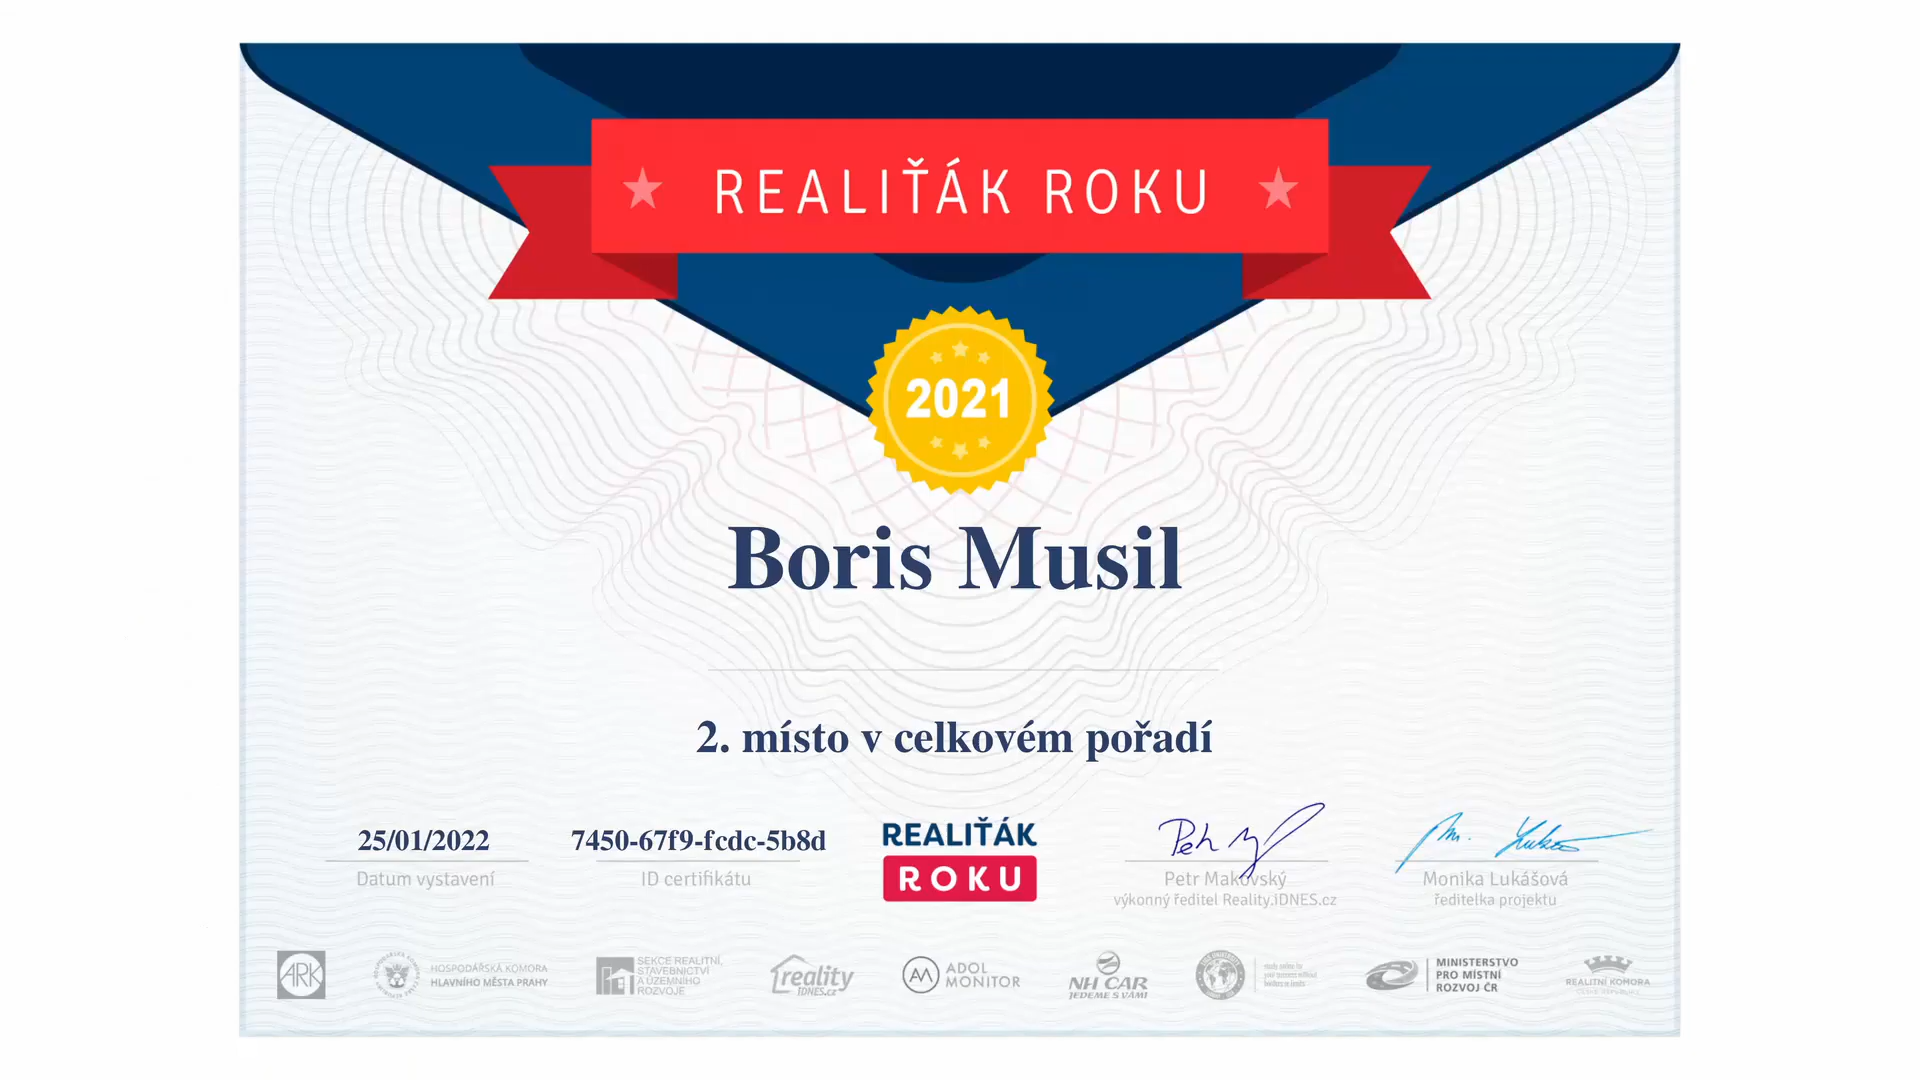 REALIŤÁK ROKU
2021
Boris Musil
2. místo v celkovém pořadí
25/01/2022
Datum vystavení
7450-67f9-fcdc-5b8d
ID certifikátu
REALIŤÁK
ROKU
Petr Makovský
výkonný ředitel Reality.iDNES.cz
Monika Lukášová
ředitelka projektu
ARK
HOSPODÁŘSKÁ KOMORA
HLAVNÍHO MĚSTA PRAHY
SEKCE REALITNÍ,
STAVEBNICTVÍ
A ÚZEMNÍHO
ROZVOJE
reality
iDNES.cz
ADOL
MONITOR
NH CAR
JEDEME S VÁMI
MINISTERSTVO
PRO MÍSTNÍ
ROZVOJ ČR
REALITNÍ KOMORA